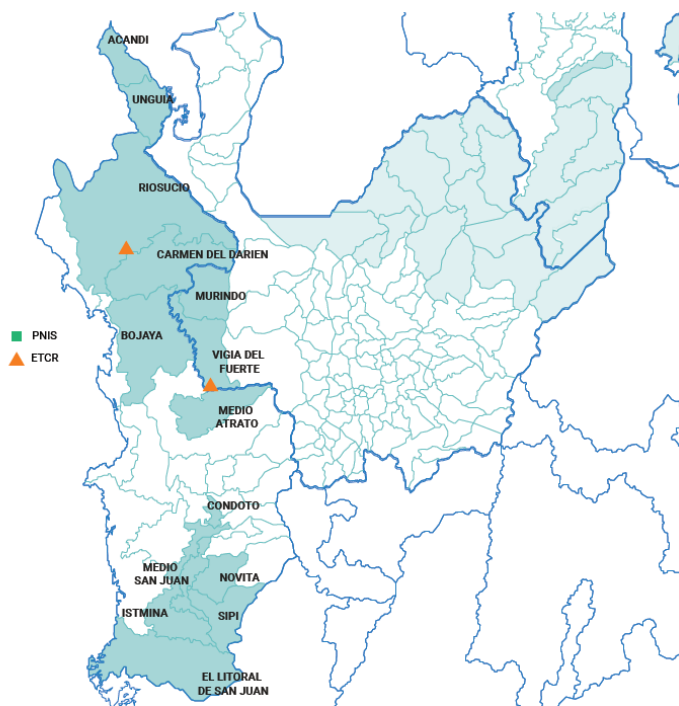 ACANDI
UNGUIA
RIOSUCIO
CARMEN DEL DARIEN
MURINDO
PNIS
BOJAYA
ETCR
VIGIA DEL
FUERTE
MEDIO
ATRATO
CONDOTO
MEDIO
SAN JUAN
NOVITA
ISTMINA
SIPI
EL LITORAL
DE SAN JUAN